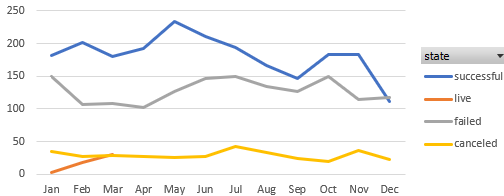 250
200
150
100
50
0
Jan Feb Mar Apr May Jun Jul Aug Sep Oct Nov Dec
state
successful
live
failed
canceled